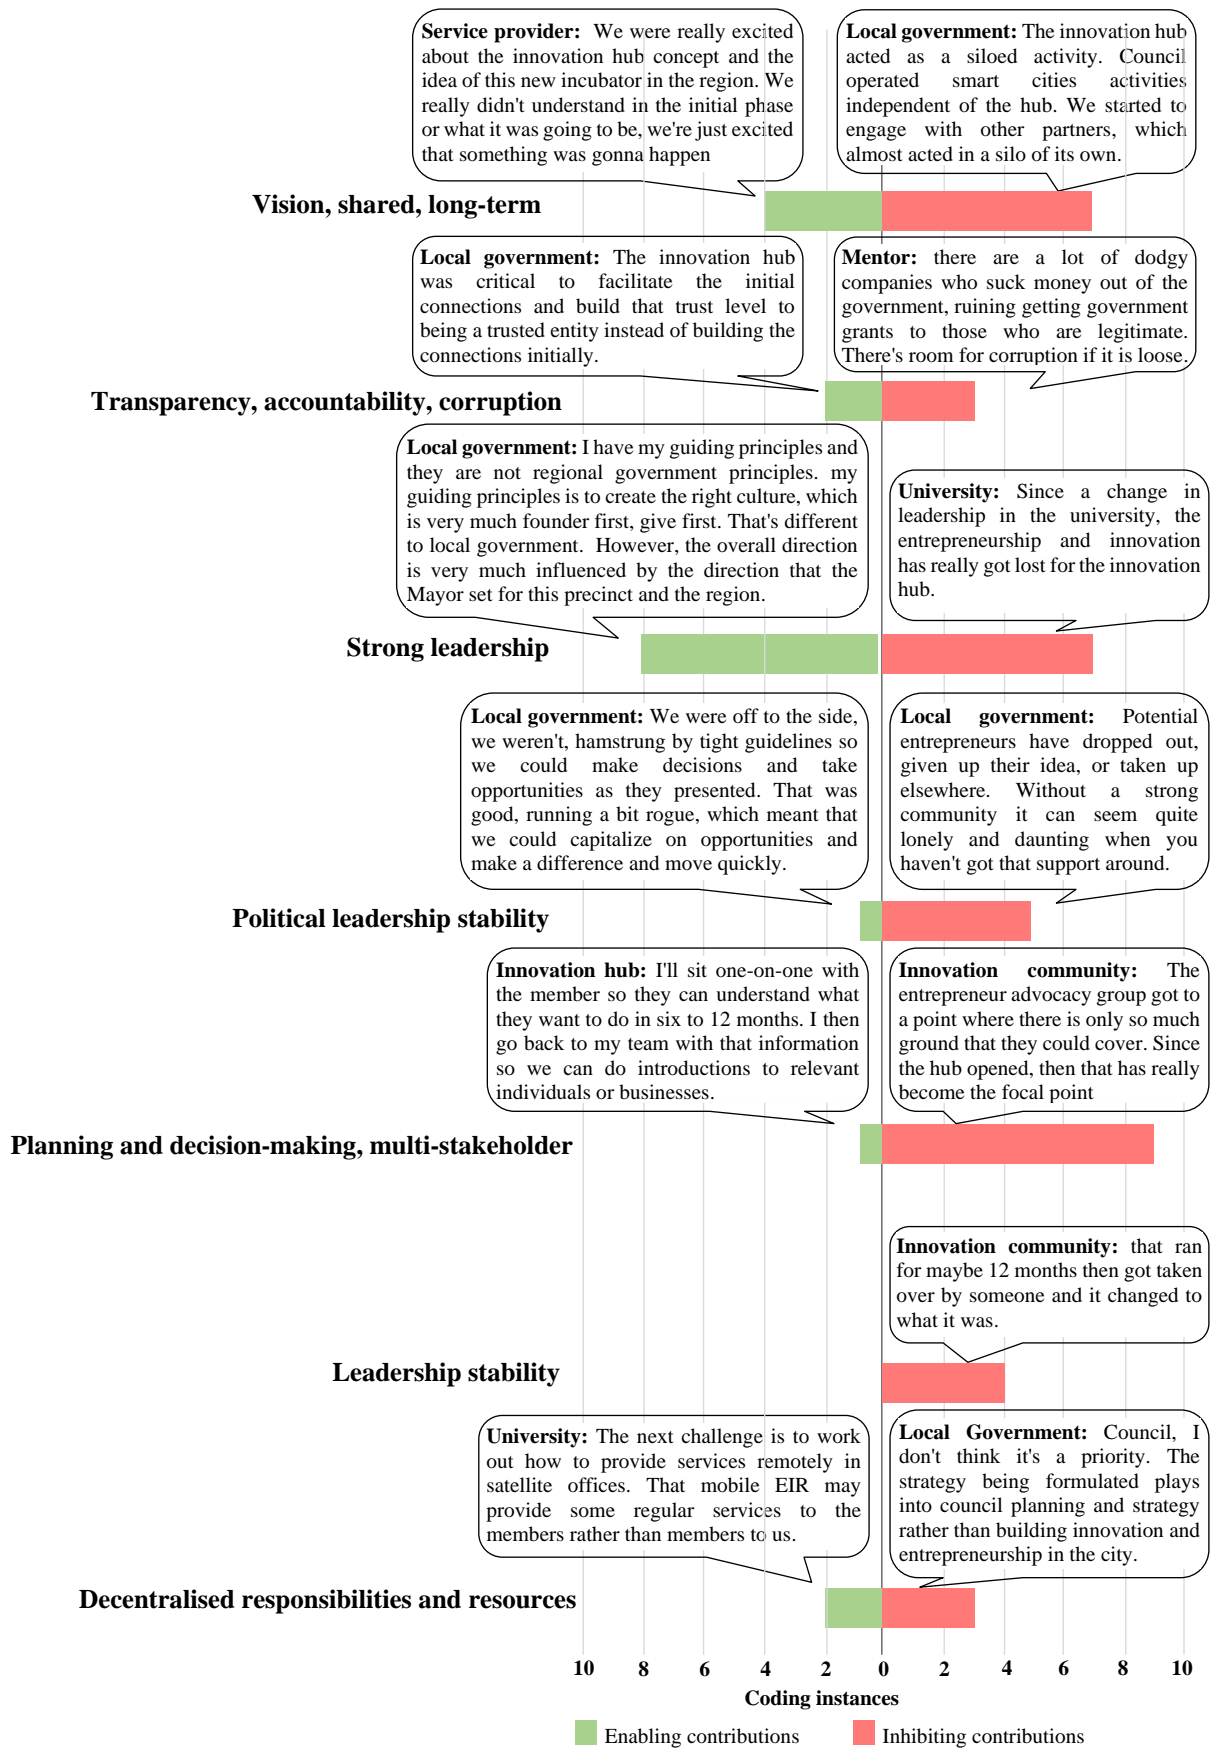 Service provider: We were really excited
about the innovation hub concept and the
idea of this new incubator in the region. We
really didn't understand in the initial phase
or what it was going to be, we're just excited
that something was gonna happen
Local government: The innovation hub
acted as a siloed activity. Council
operated smart cities activities
independent of the hub. We started to
engage with other partners, which
almost acted in a silo of its own.
Vision, shared, long-term
Local government: The innovation hub
was critical to facilitate the initial
connections and build that trust level to
being a trusted entity instead of building the
connections initially.
Mentor: there are a lot of dodgy
companies who suck money out of the
government, ruining getting government
grants to those who are legitimate.
There's room for corruption if it is loose.
Transparency, accountability, corruption
Local government: I have my guiding principles and
they are not regional government principles. my
guiding principles is to create the right culture, which
is very much founder first, give first. That's different
to local government. However, the overall direction
is very much influenced by the direction that the
Mayor set for this precinct and the region.
University: Since a change in
leadership in the university, the
entrepreneurship and innovation
has really got lost for the innovation
hub.
Strong leadership
Local government: We were off to the side,
we weren't, hamstrung by tight guidelines so
we could make decisions and take
opportunities as they presented. That was
good, running a bit rogue, which meant that
we could capitalize on opportunities and
make a difference and move quickly.
Local government: Potential
entrepreneurs have dropped out,
given up their idea, or taken up
elsewhere. Without a strong
community it can seem quite
lonely and daunting when you
haven't got that support around.
Political leadership stability
Innovation hub: I'll sit one-on-one with
the member so they can understand what
they want to do in six to 12 months. I then
go back to my team with that information
so we can do introductions to relevant
individuals or businesses.
Innovation community: The
entrepreneur advocacy group got to
a point where there is only so much
ground that they could cover. Since
the hub opened, then that has really
become the focal point
Planning and decision-making, multi-stakeholder
Innovation community: that ran
for maybe 12 months then got taken
over by someone and it changed to
what it was.
Leadership stability
University: The next challenge is to work
out how to provide services remotely in
satellite offices. That mobile EIR may
provide some regular services to the
members rather than members to us.
Local Government: Council, I
don't think it's a priority. The
strategy being formulated plays
into council planning and strategy
rather than building innovation and
entrepreneurship in the city.
Decentralised responsibilities and resources
10 8 6 4 2 0 2 4 6 8 10
Coding instances
Enabling contributions Inhibiting contributions